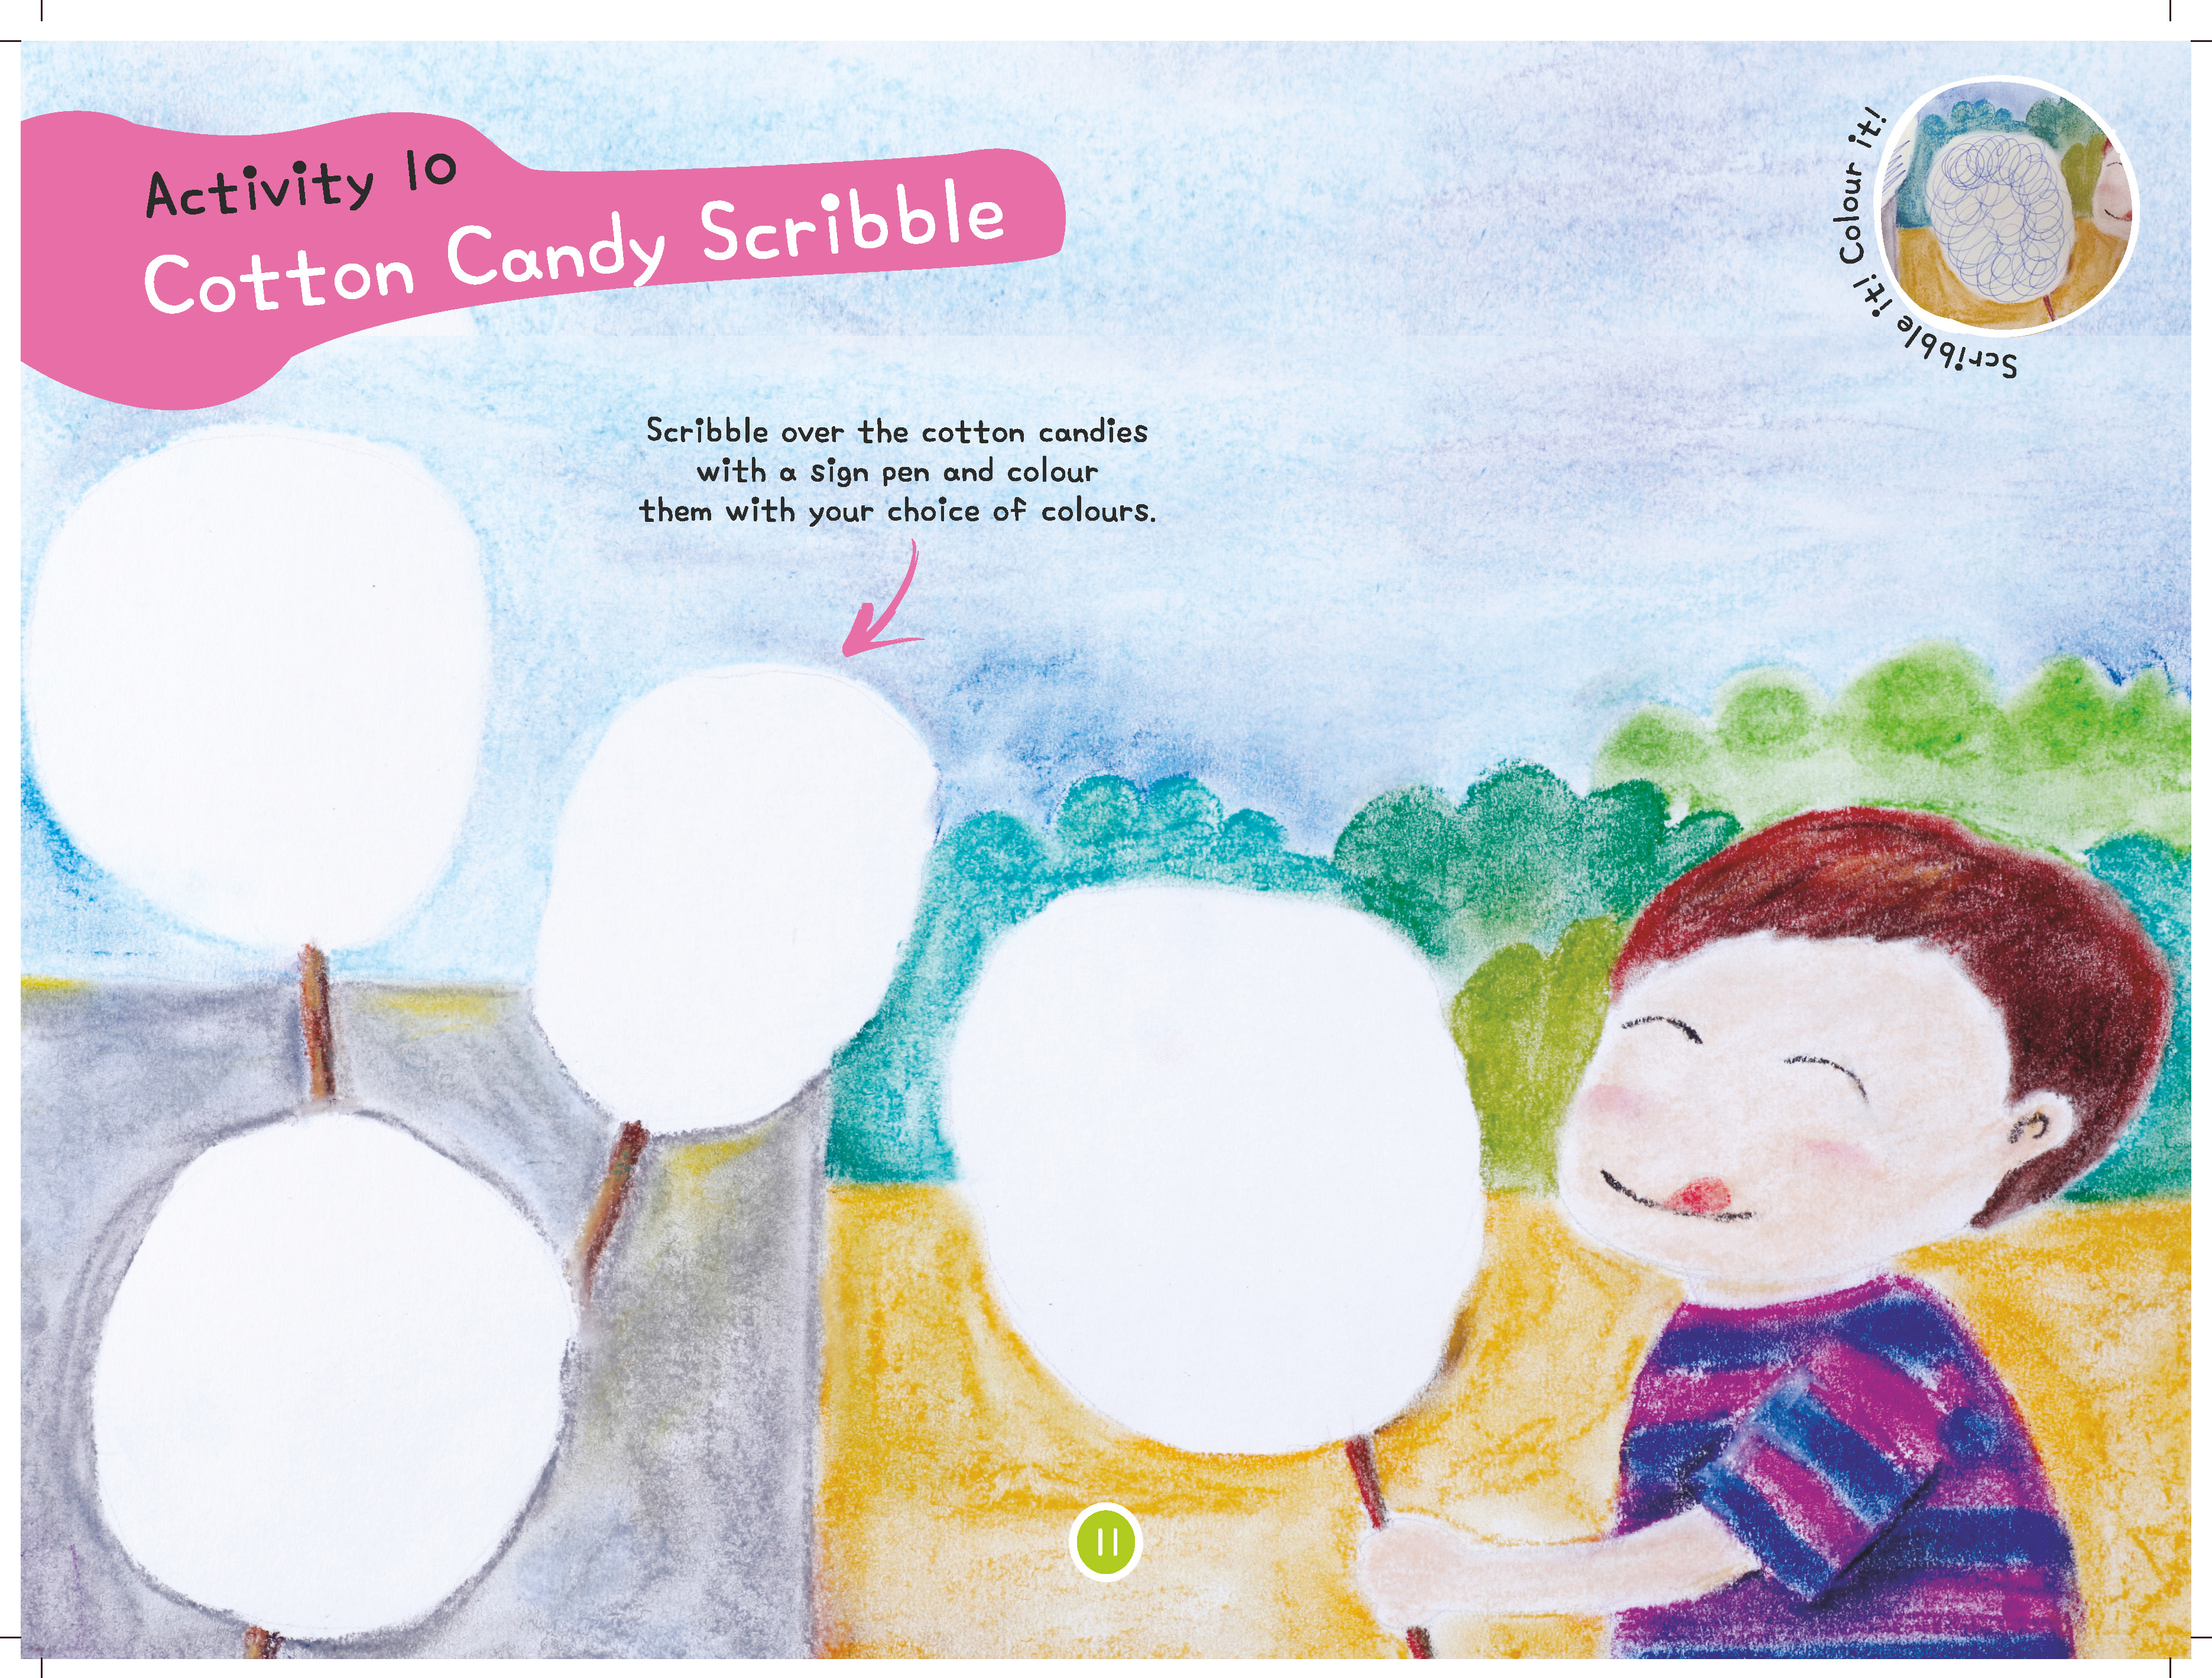 Activity 10
Cotton Candy Scribble
Scribble it! Colour it!
Scribble over the cotton candies
with a sign pen and colour
them with your choice of colours.
11